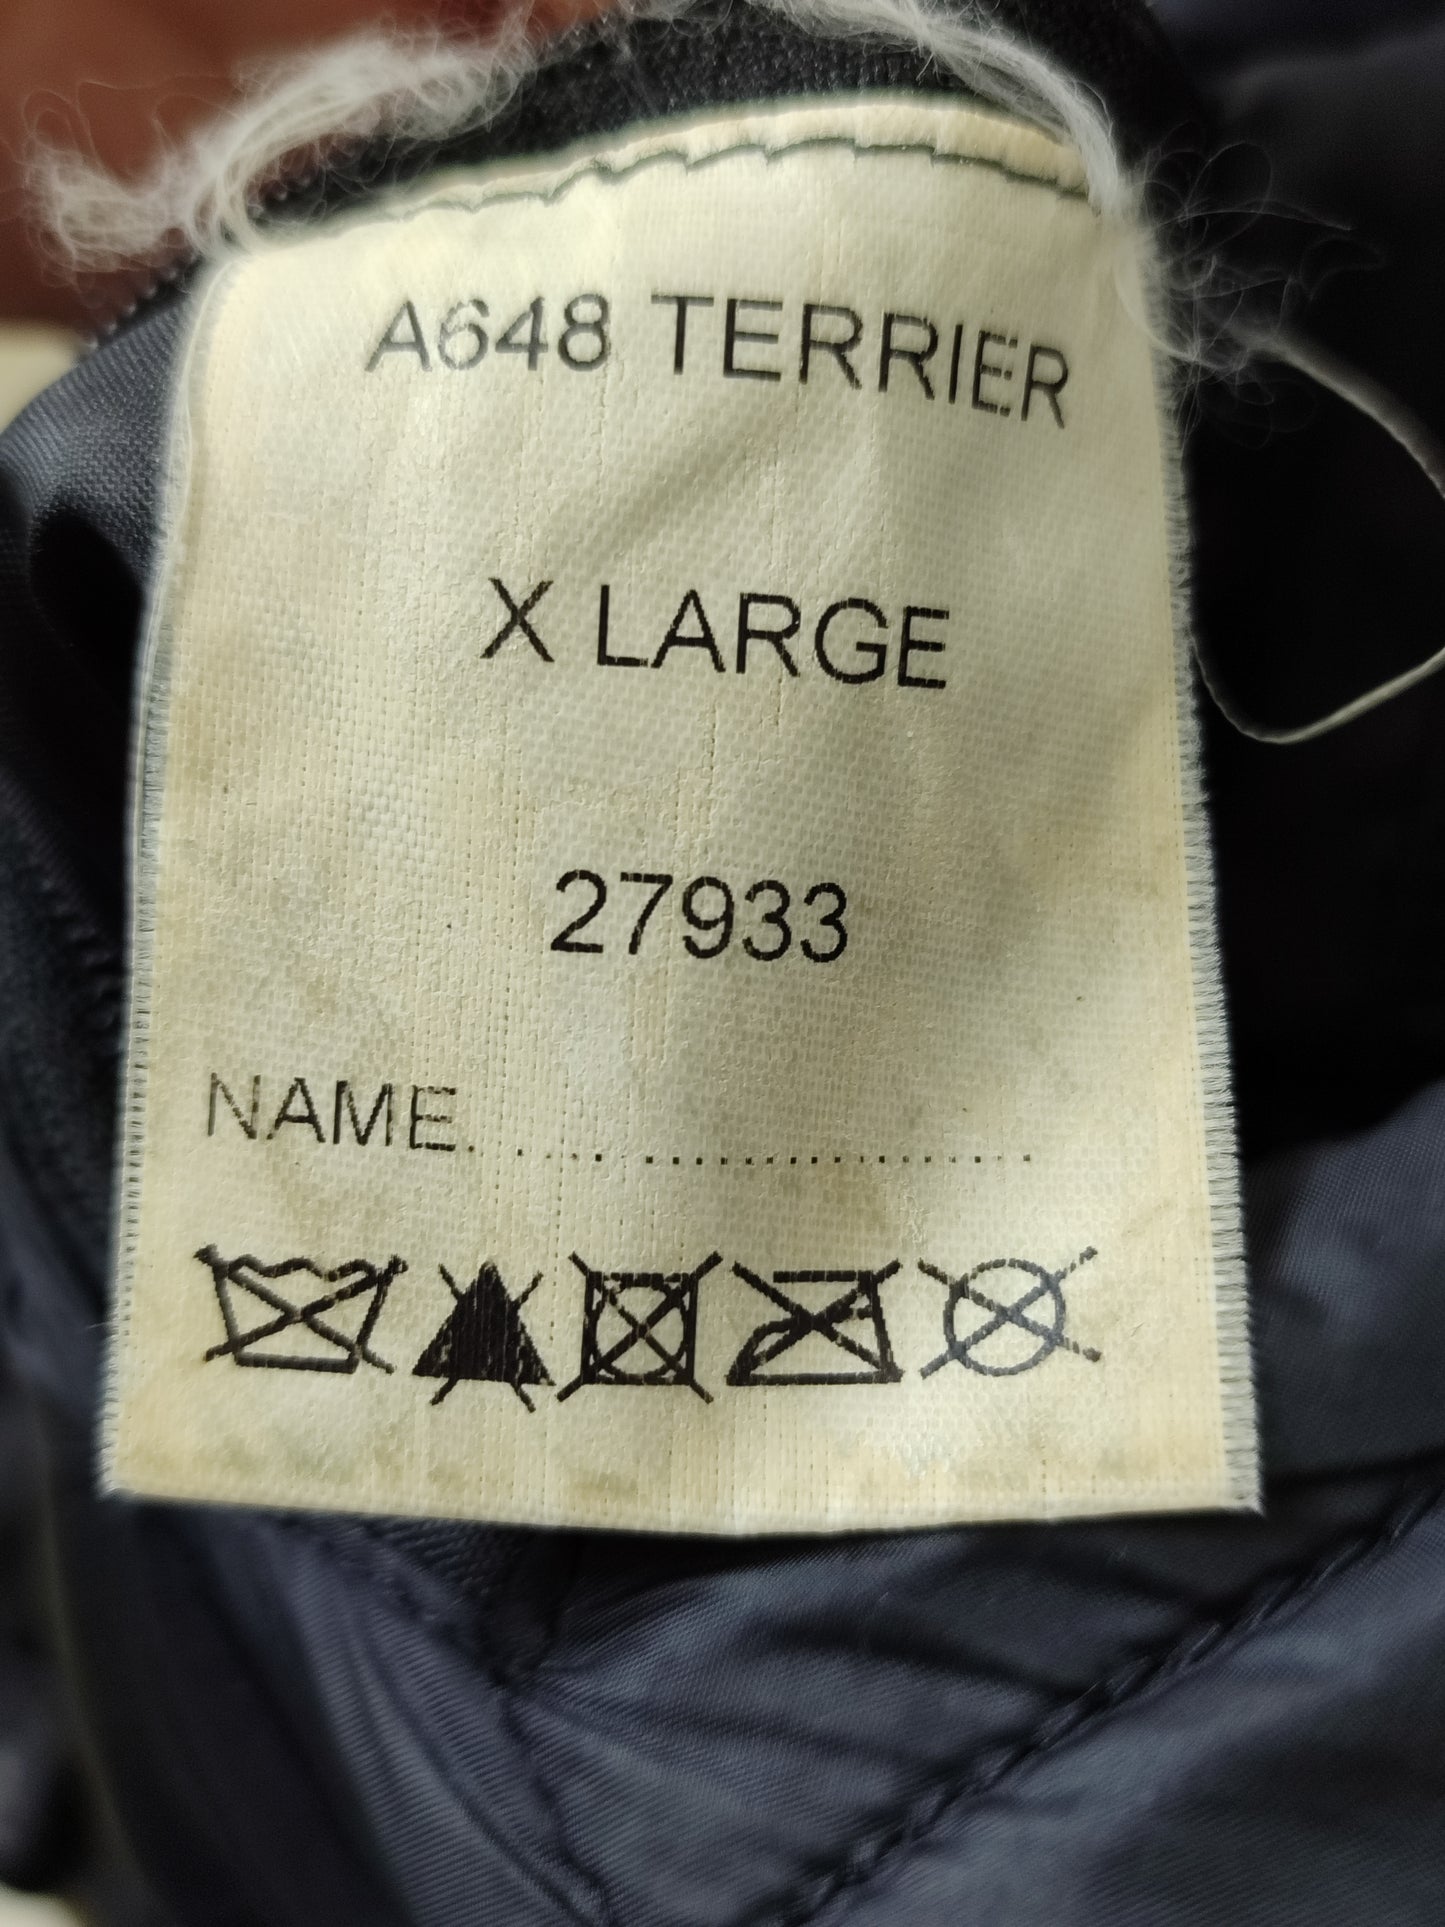 A648 TERRIER
X LARGE
27933
NAME. . . . . . . . . . . . . . . . . . . . . . . . .